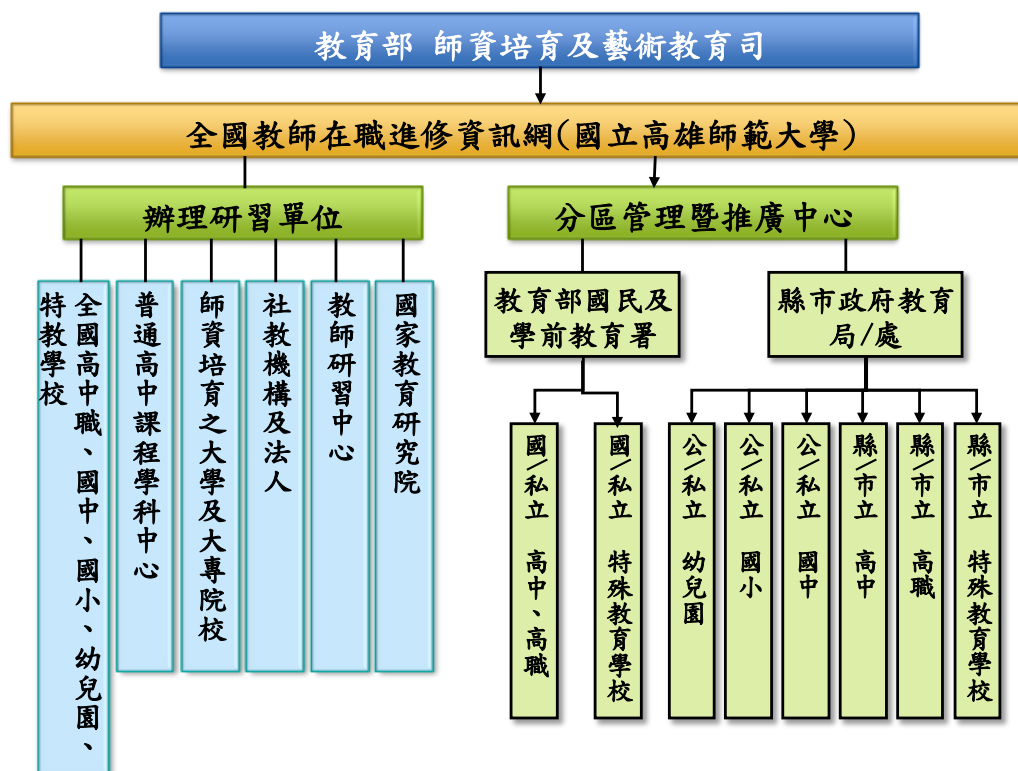 教育部 師資培育及藝術教育司
全國教師在職進修資訊網(國立高雄師範大學)
辦理研習單位
分區管理暨推廣中心
全國高中職、國中、國小、幼兒園、
特教學校
普通高中課程學科中心
師資培育之大學及大專院校
社教機構及法人
教師研習中心
國家教育研究院
教育部國民及
學前教育署
縣市政府教育
局/處
國/私立 高中、高職
國/私立 特殊教育學校
公/私立 幼兒園
公/私立 國小
公/私立 國中
縣/市立 高中
縣/市立 高職
縣/市立 特殊教育學校